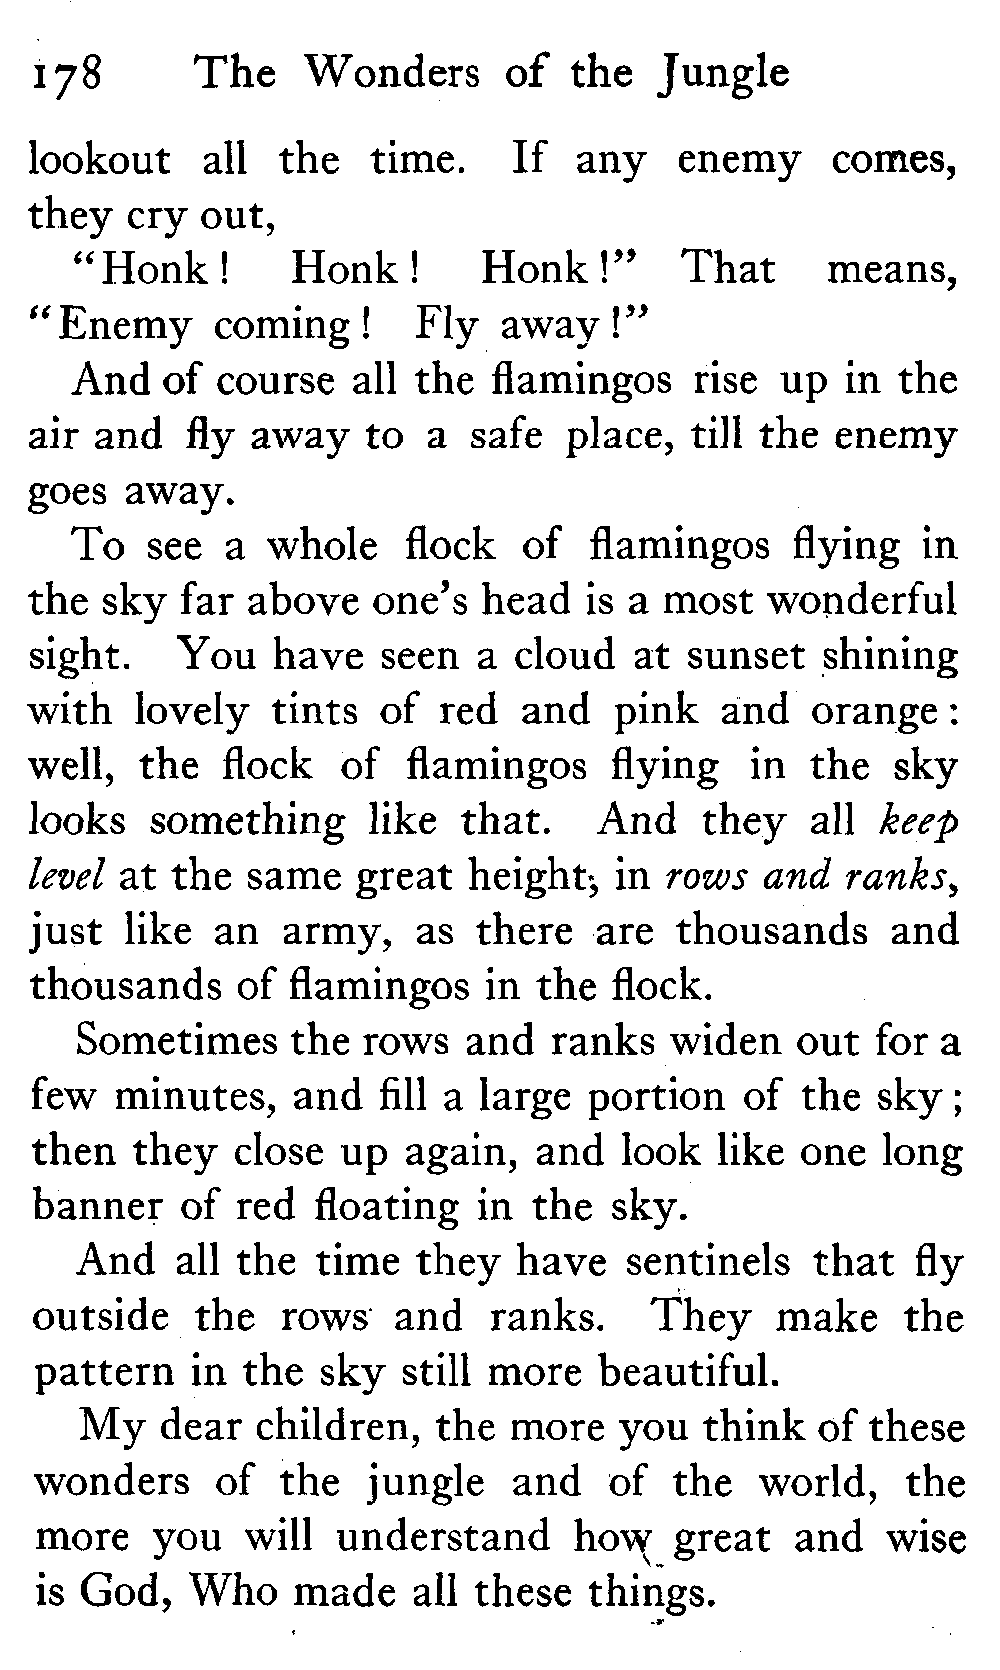 178 The Wonders of the Jungle
lookout all the time. If any enemy comes,
they cry out,
"Honk! Honk! Honk!" That means,
"Enemy coming! Fly away!"
And of course all the flamingos rise up in the
air and fly away to a safe place, till the enemy
goes away.
To see a whole flock of flamingos flying in
the sky far above one's head is a most wonderful
sight. You have seen a cloud at sunset shining
with lovely tints of red and pink and orange:
well, the flock of flamingos flying in the sky
looks something like that. And they all keep
level at the same great height, in rows and ranks,
just like an army, as there are thousands and
thousands of flamingos in the flock.
Sometimes the rows and ranks widen out for a
few minutes, and fill a large portion of the sky;
then they close up again, and look like one long
banner of red floating in the sky.
And all the time they have sentinels that fly
outside the rows and ranks. They make the
pattern in the sky still more beautiful.
My dear children, the more you think of these
wonders of the jungle and of the world, the
more you will understand how great and wise
is God, Who made all these things.